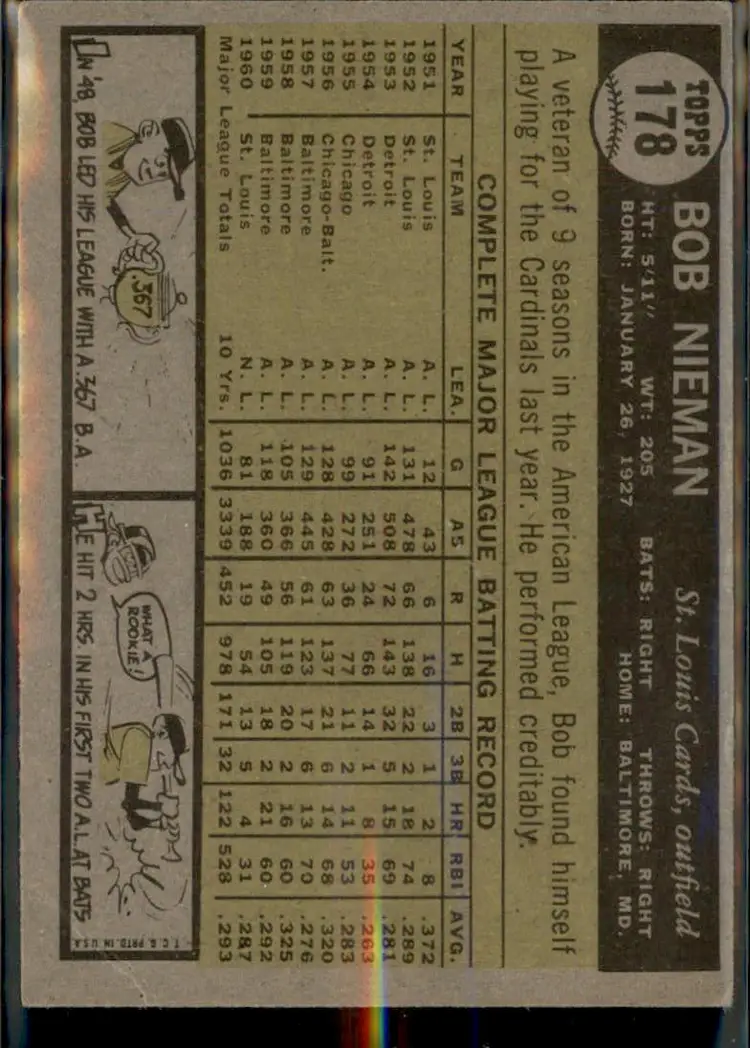 TOPPS
178
BOB NIEMAN
St. Louis Cards, outfield
HT: 5'11" WT: 205 BATS: RIGHT THROWS: RIGHT
BORN: JANUARY 26, 1927 HOME: BALTIMORE, MD.
A veteran of 9 seasons in the American League, Bob found himself
playing for the Cardinals last year. He performed creditably.
COMPLETE MAJOR LEAGUE BATTING RECORD
YEAR TEAM LEA. G AB R H 2B 3B HR RBI AVG.
1951 St. Louis A. L. 12 43 6 16 3 1 2 8 .372
1952 St. Louis A. L. 131 478 66 138 22 2 18 74 .289
1953 Detroit A. L. 142 508 72 143 32 5 15 69 .281
1954 Detroit A. L. 91 251 24 66 14 1 8 35 .263
1955 Chicago A. L. 99 272 36 77 11 2 11 53 .283
1956 Chicago-Balt. A. L. 128 428 63 137 21 6 14 68 .320
1957 Baltimore A. L. 129 445 61 123 17 6 13 70 .276
1958 Baltimore A. L. 105 366 56 119 20 2 16 60 .325
1959 Baltimore A. L. 118 360 49 105 18 2 21 60 .292
1960 St. Louis N. L. 81 188 19 54 13 5 4 31 .287
Major League Totals 10 Yrs. 1036 3339 452 978 171 32 122 528 .293
.367
IN '48, BOB LED HIS LEAGUE WITH A .367 B.A.
WHAT A
ROOKIE!
HE HIT 2 HRS. IN HIS FIRST TWO A.L. AT BATS
T.C.G. PRTD. IN U.S.A.